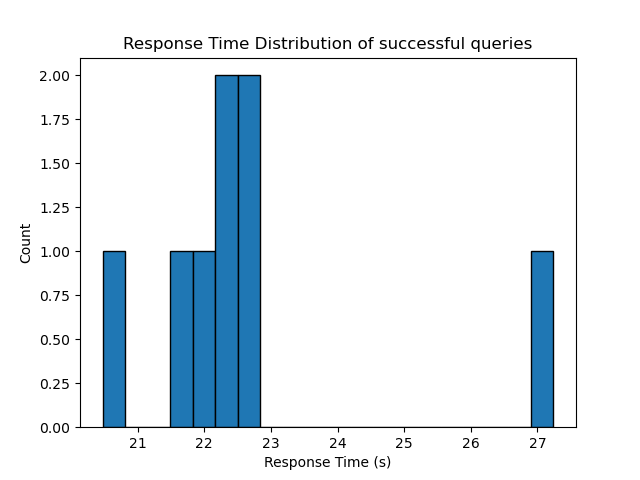 Response Time Distribution of successful queries
2.00
1.75
1.50
1.25
1.00
0.75
0.50
0.25
0.00
Count
21 22 23 24 25 26 27
Response Time (s)